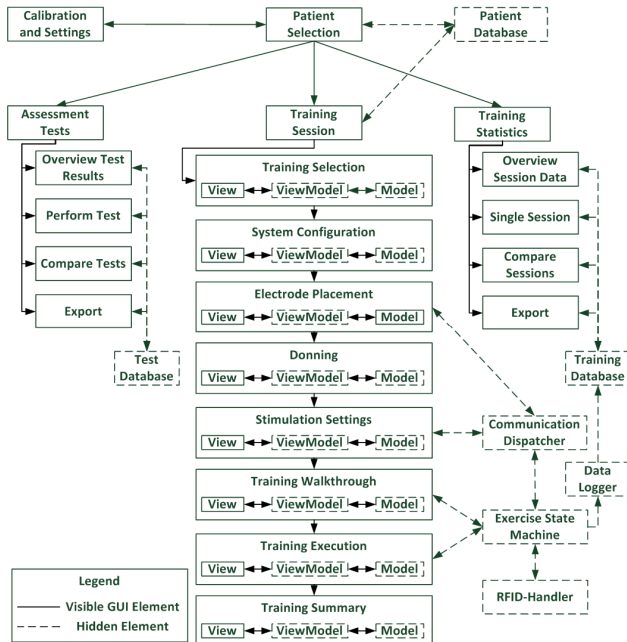 Calibration and Settings
Patient Selection
Patient Database
Assessment Tests
Training Session
Training Statistics
Overview Test Results
Perform Test
Compare Tests
Export
Test Database
Training Selection
View ViewModel Model
System Configuration
View ViewModel Model
Electrode Placement
View ViewModel Model
Donning
View ViewModel Model
Stimulation Settings
View ViewModel Model
Training Walkthrough
View ViewModel Model
Training Execution
View ViewModel Model
Training Summary
View ViewModel Model
Overview Session Data
Single Session
Compare Sessions
Export
Training Database
Communication Dispatcher
Data Logger
Exercise State Machine
RFID-Handler
Legend
Visible GUI Element
Hidden Element